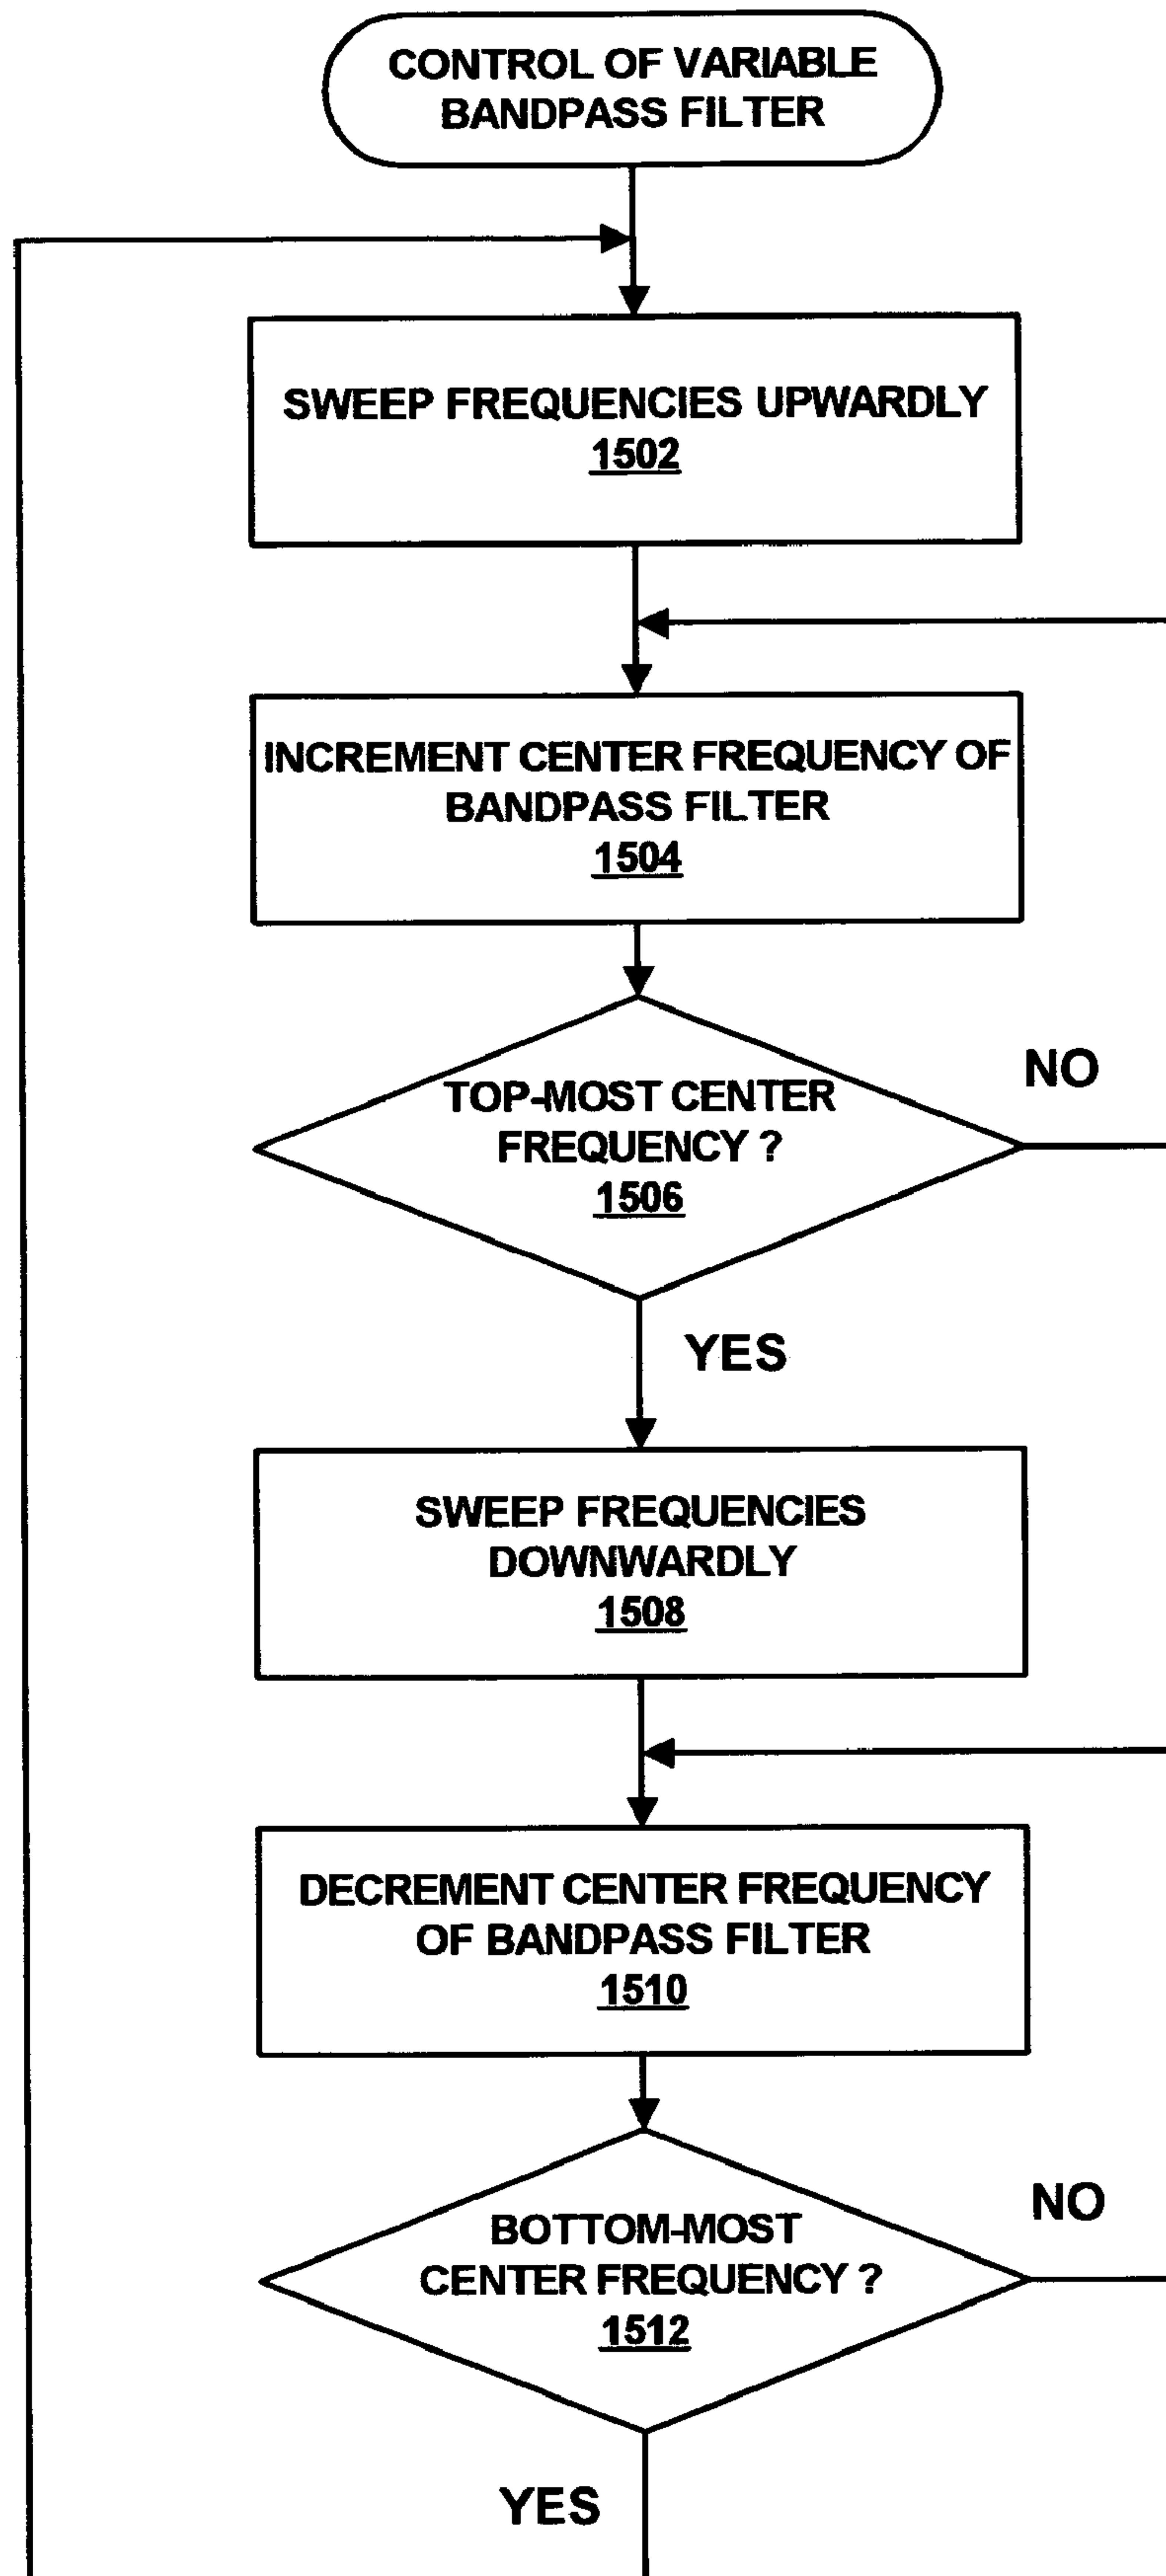 CONTROL OF VARIABLE
BANDPASS FILTER
SWEEP FREQUENCIES UPWARDLY
1502
INCREMENT CENTER FREQUENCY OF
BANDPASS FILTER
1504
TOP-MOST CENTER
FREQUENCY ?
1506
NO
YES
SWEEP FREQUENCIES
DOWNWARDLY
1508
DECREMENT CENTER FREQUENCY
OF BANDPASS FILTER
1510
BOTTOM-MOST
CENTER FREQUENCY ?
1512
NO
YES